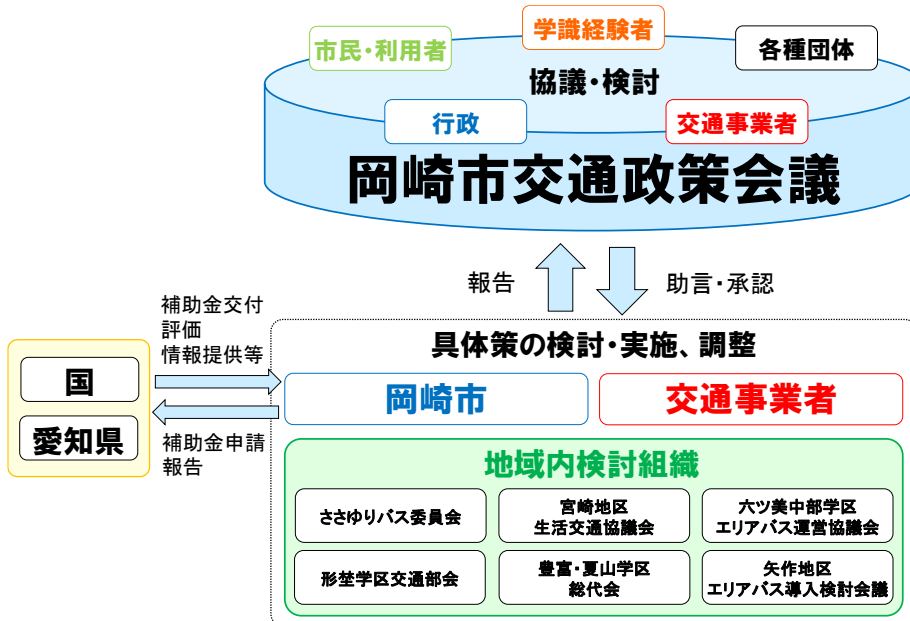 学識経験者
市民・利用者
各種団体
協議・検討
行政
交通事業者
岡崎市交通政策会議
報告
助言・承認
補助金交付
評価
情報提供等
国
愛知県
補助金申請
報告
具体策の検討・実施、調整
岡崎市
交通事業者
地域内検討組織
ささゆりバス委員会
宮崎地区
生活交通協議会
六ツ美中部学区
エリアバス運営協議会
形埜学区交通部会
豊富・夏山学区
総代会
矢作地区
エリアバス導入検討会議